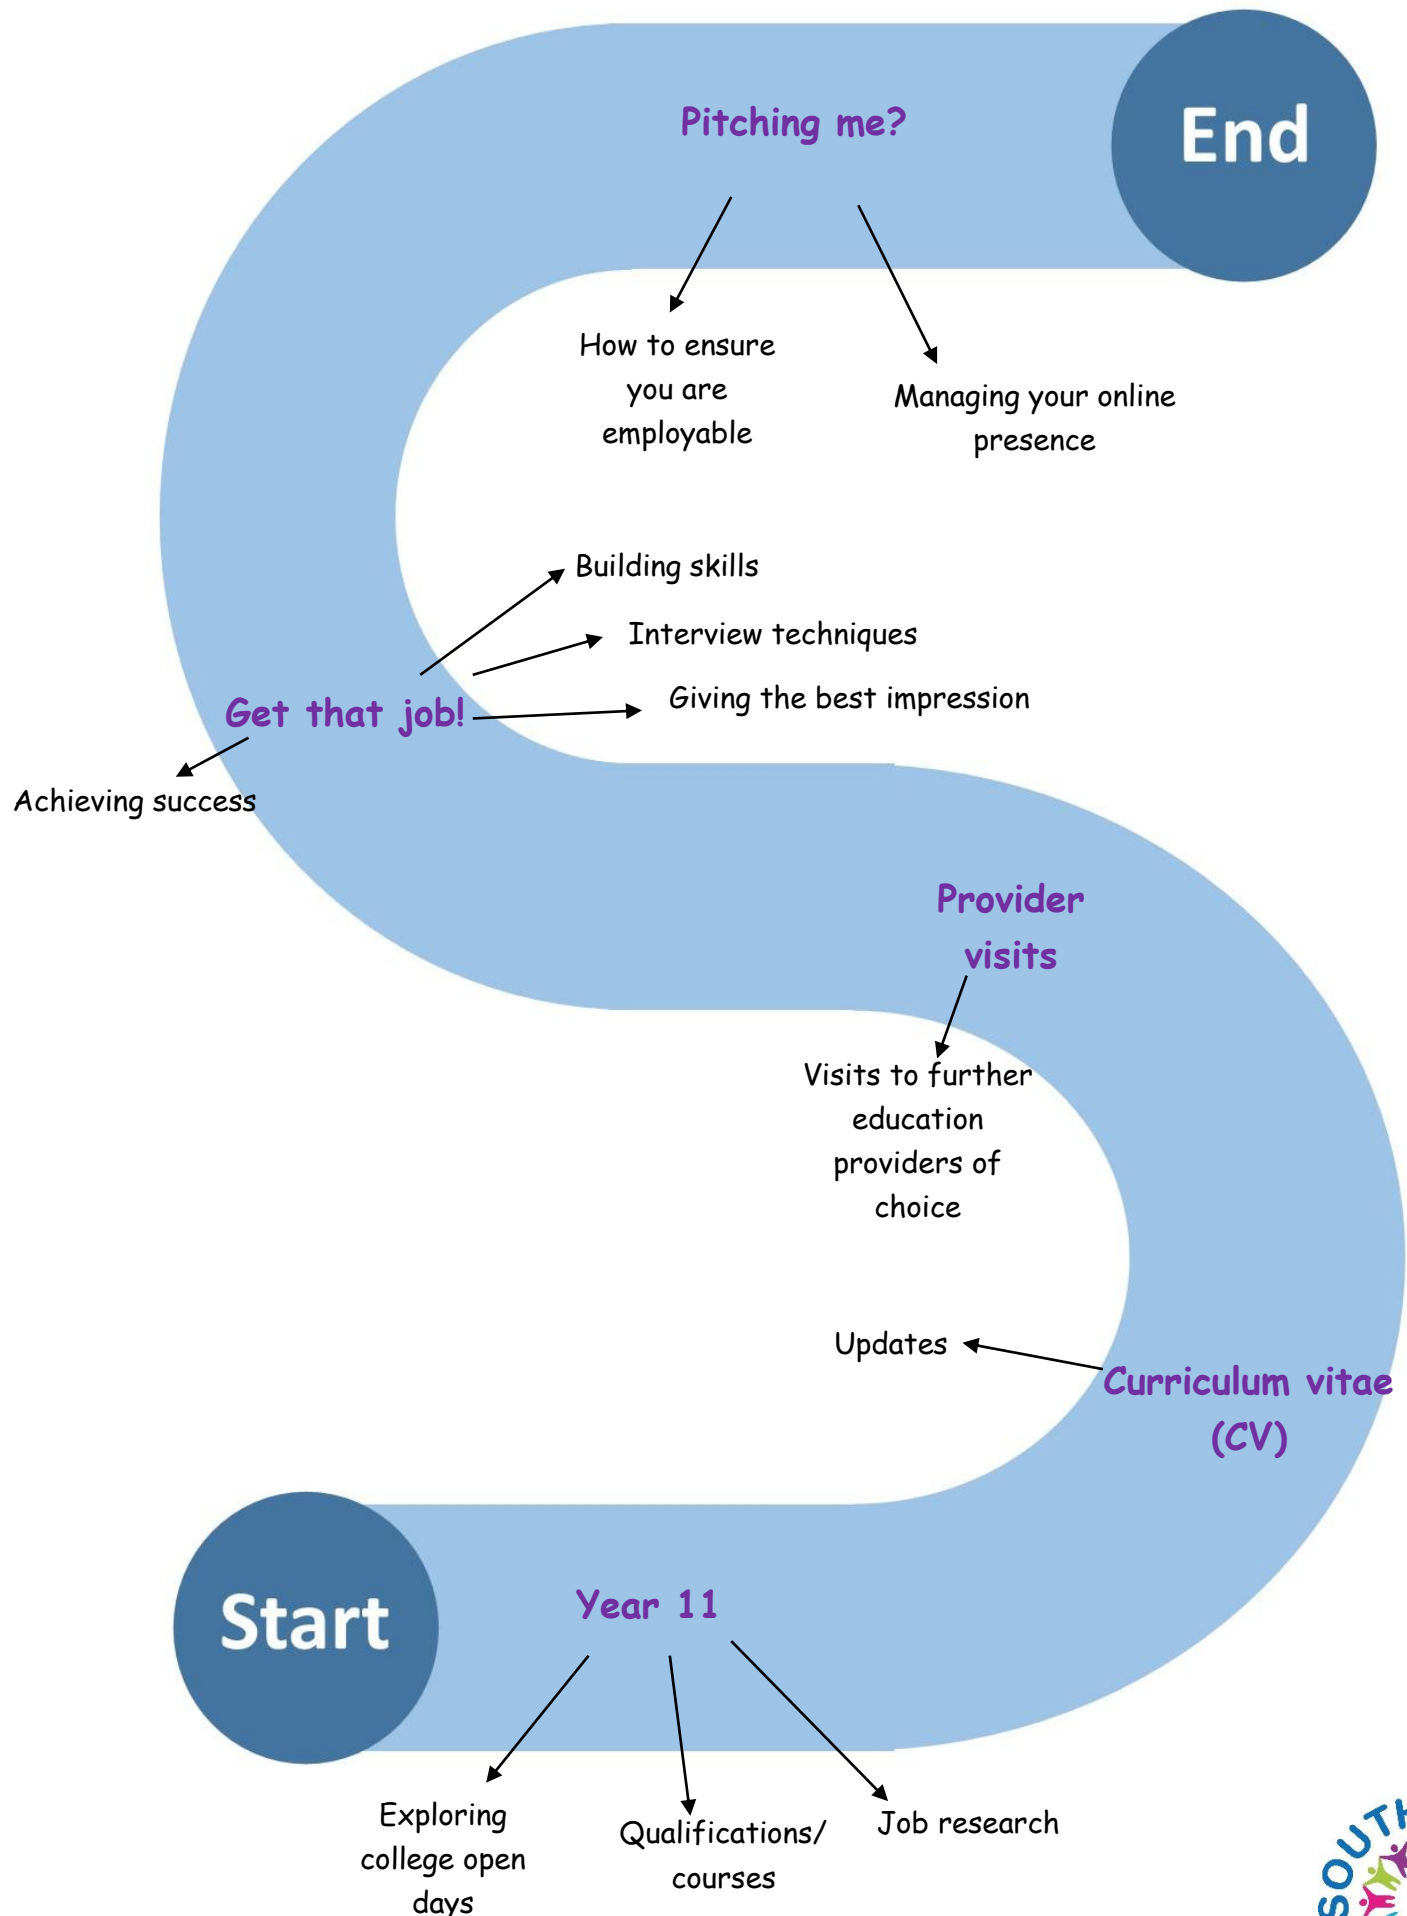 Pitching me?
End
How to ensure
you are
employable
Managing your online
presence
Building skills
Interview techniques
Giving the best impression
Get that job!
Achieving success
Provider
visits
Visits to further
education
providers of
choice
Updates
Curriculum vitae
(CV)
Start
Year 11
Exploring
college open
days
Qualifications/
courses
Job research
SOUTH